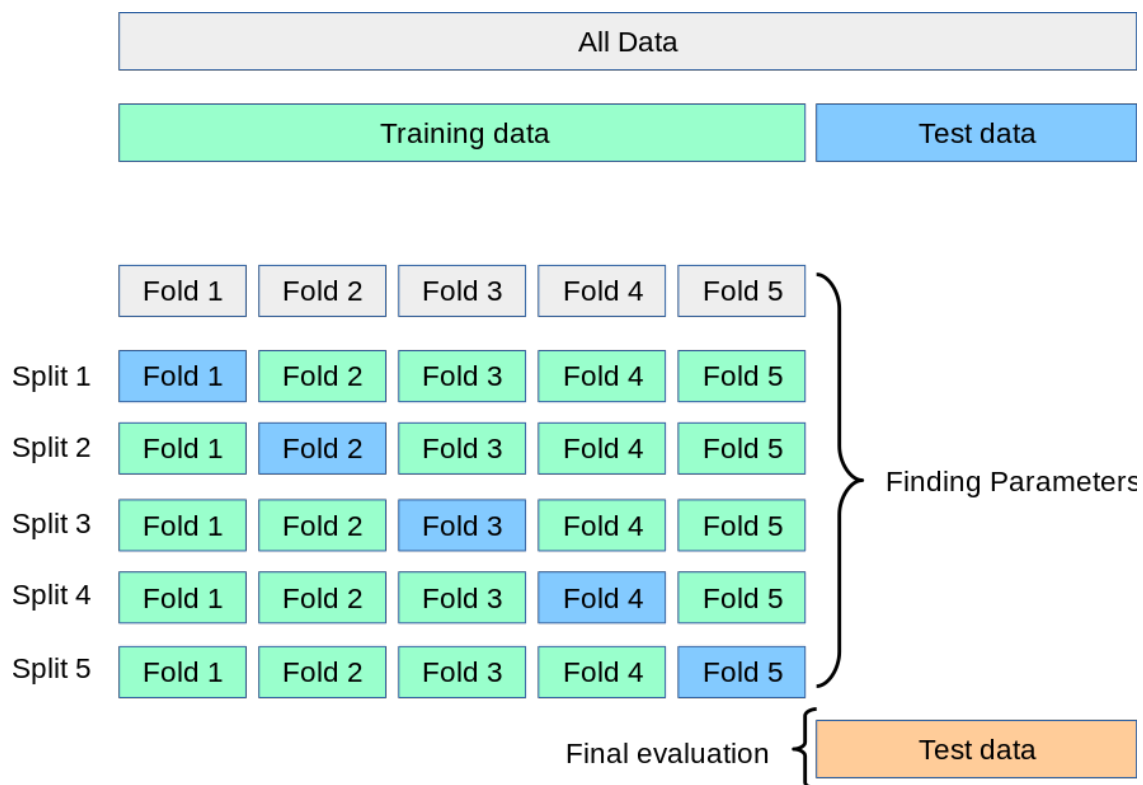 All Data
Training data Test data
Fold 1 Fold 2 Fold 3 Fold 4 Fold 5
Split 1 Fold 1 Fold 2 Fold 3 Fold 4 Fold 5
Split 2 Fold 1 Fold 2 Fold 3 Fold 4 Fold 5
Finding Parameters
Split 3 Fold 1 Fold 2 Fold 3 Fold 4 Fold 5
Split 4 Fold 1 Fold 2 Fold 3 Fold 4 Fold 5
Split 5 Fold 1 Fold 2 Fold 3 Fold 4 Fold 5
Final evaluation Test data